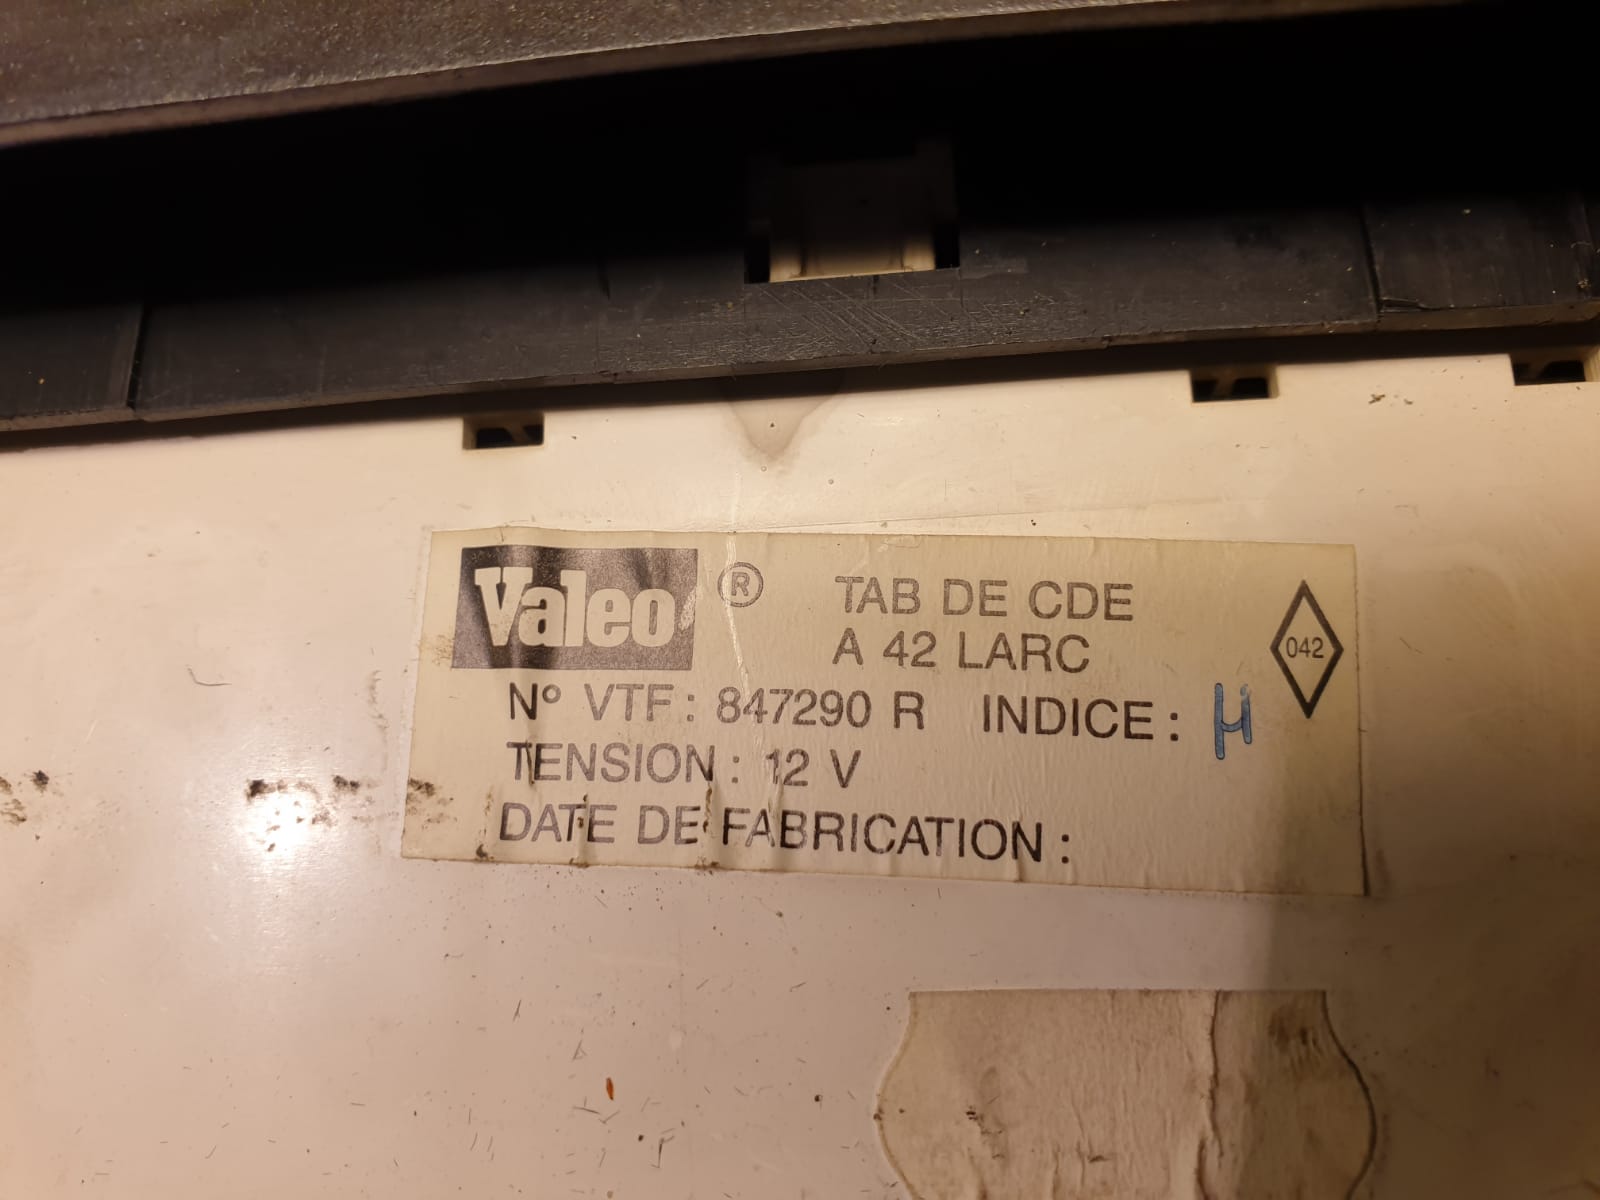 Valeo ® TAB DE CDE
A 42 LARC
042
N° VTF : 847290 R INDICE :
TENSION : 12 V
DATE DE FABRICATION :